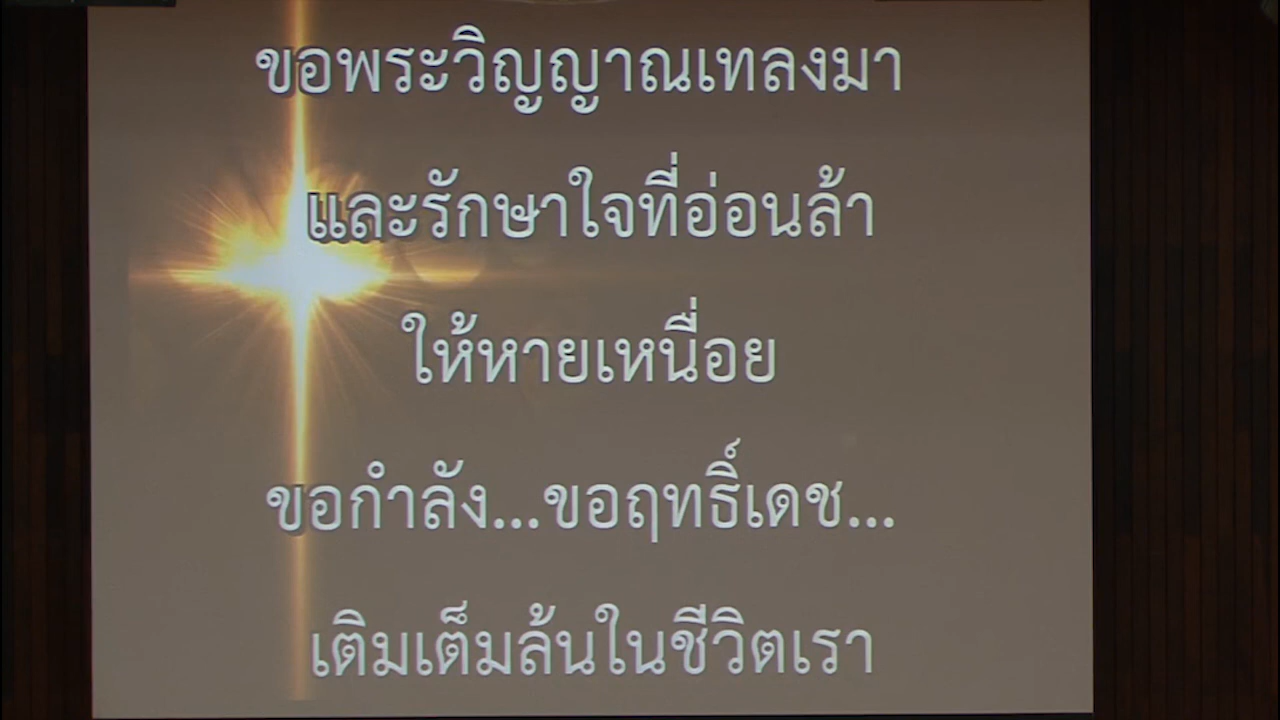 ขอพระวิญญาณเทลงมา
และรักษาใจที่อ่อนล้า
ให้หายเหนื่อย
ขอกำลัง...ขอฤทธิ์เดช...
เติมเต็มล้นในชีวิตเรา